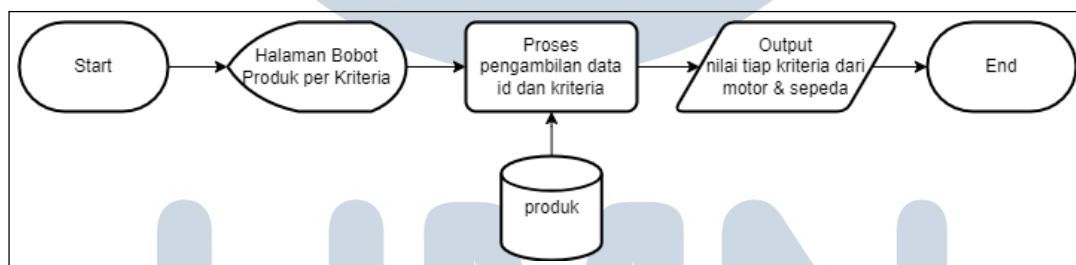 Start
Halaman Bobot
Produk per Kriteria
Proses
pengambilan data
id dan kriteria
Output
nilai tiap kriteria dari
motor & sepeda
End
produk